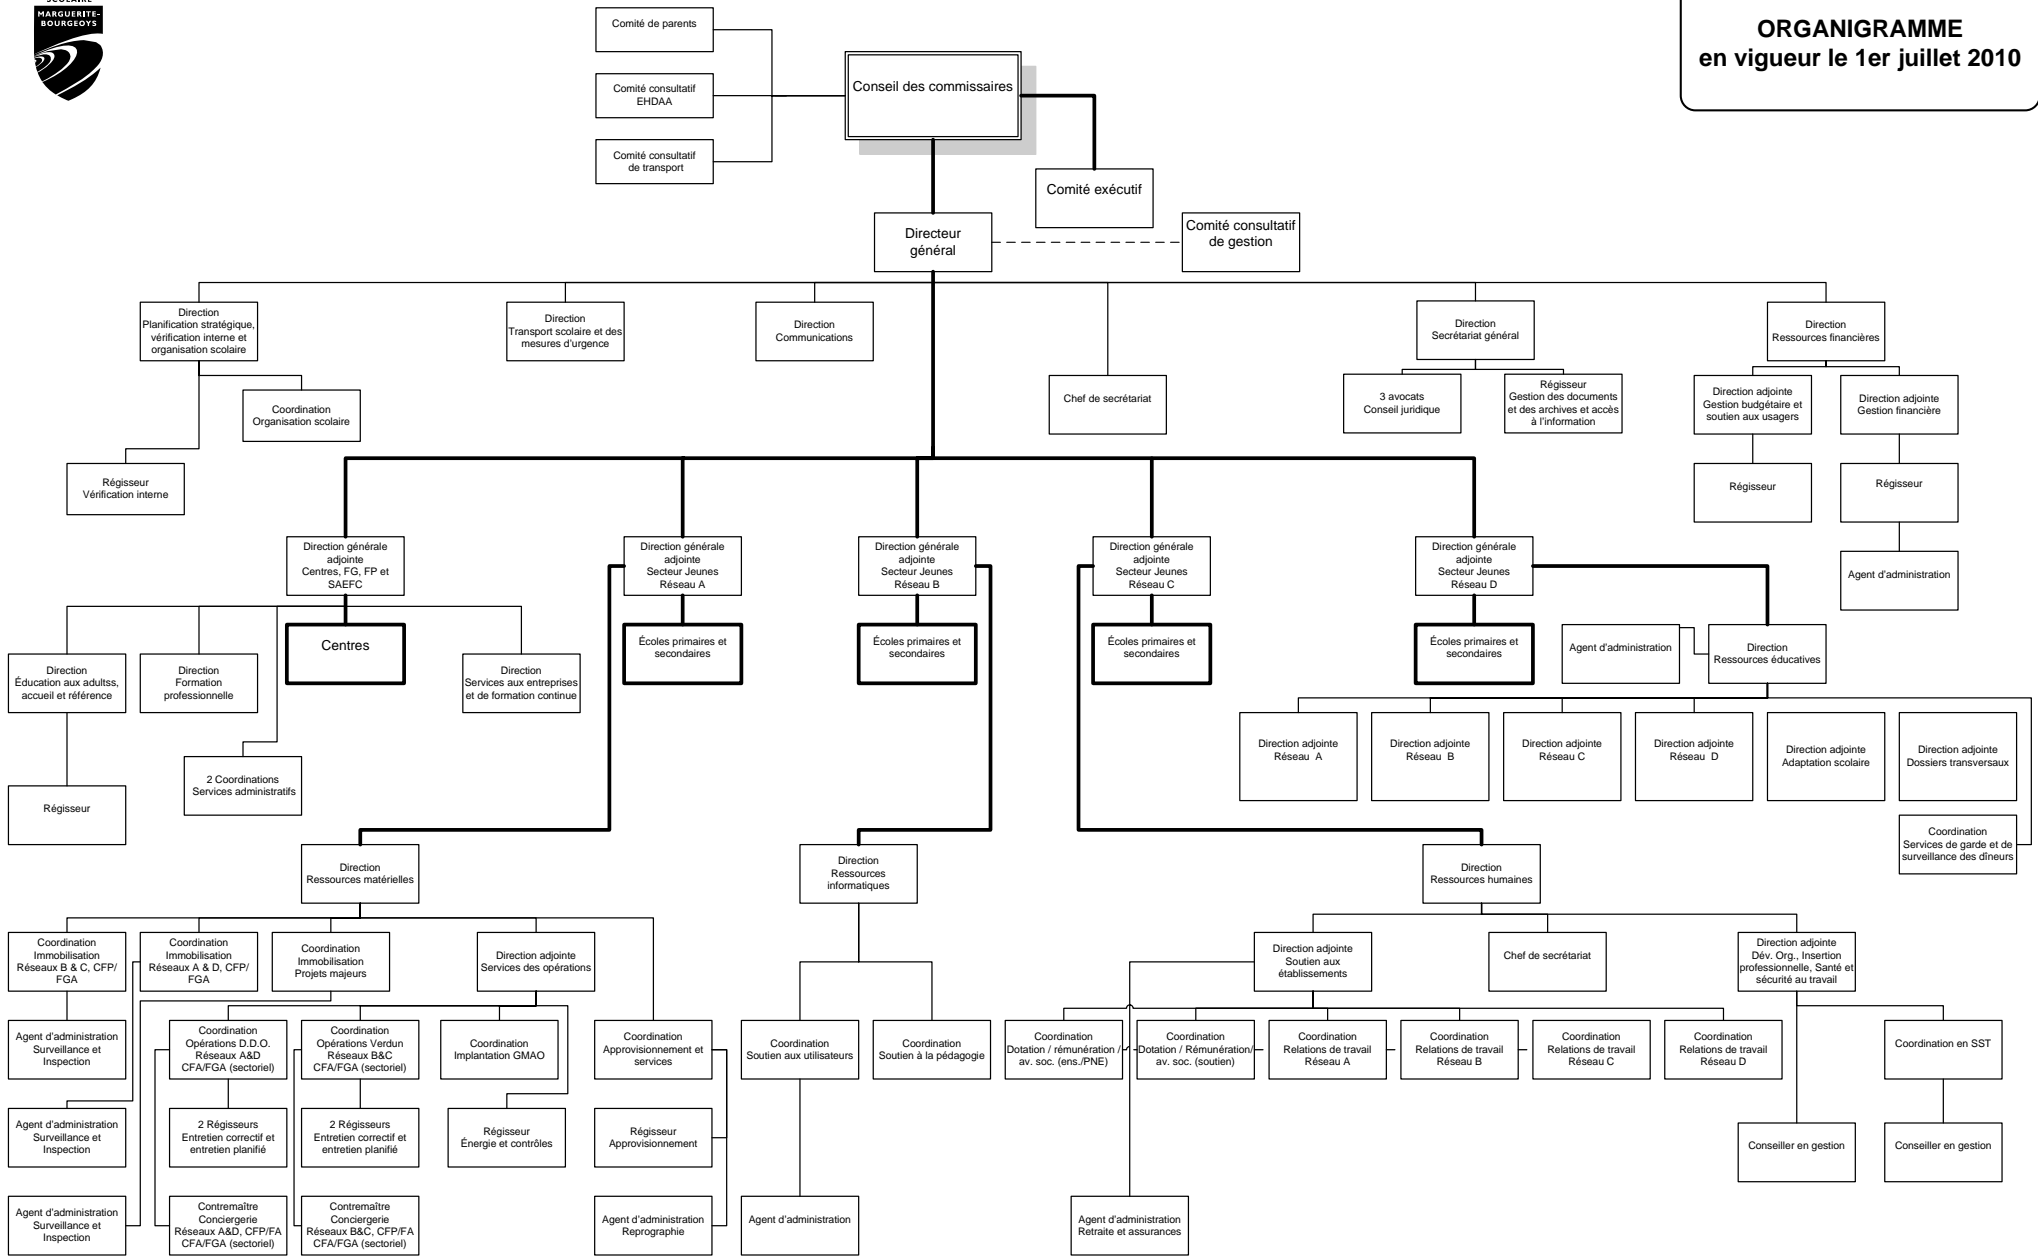 SCOLAIRE
MARGUERITE-
BOURGEOYS
ORGANIGRAMME
en vigueur le 1er juillet 2010
Comité de parents
Comité consultatif
EHDAA
Comité consultatif
de transport
Conseil des commissaires
Comité exécutif
Directeur
général
Comité consultatif
de gestion
Direction
Planification stratégique,
vérification interne et
organisation scolaire
Direction
Transport scolaire et des
mesures d'urgence
Direction
Communications
Chef de secrétariat
Direction
Secrétariat général
Direction
Ressources financières
Coordination
Organisation scolaire
Régisseur
Vérification interne
3 avocats
Conseil juridique
Régisseur
Gestion des documents
et des archives et accès
à l'information
Direction adjointe
Gestion budgétaire et
soutien aux usagers
Direction adjointe
Gestion financière
Régisseur
Régisseur
Agent d'administration
Direction générale
adjointe
Centres, FG, FP et
SAEFC
Direction générale
adjointe
Secteur Jeunes
Réseau A
Direction générale
adjointe
Secteur Jeunes
Réseau B
Direction générale
adjointe
Secteur Jeunes
Réseau C
Direction générale
adjointe
Secteur Jeunes
Réseau D
Centres
Écoles primaires et
secondaires
Écoles primaires et
secondaires
Écoles primaires et
secondaires
Écoles primaires et
secondaires
Agent d'administration
Direction
Ressources éducatives
Direction
Éducation aux adultss,
accueil et référence
Direction
Formation
professionnelle
Direction
Services aux entreprises
et de formation continue
2 Coordinations
Services administratifs
Régisseur
Direction adjointe
Réseau A
Direction adjointe
Réseau B
Direction adjointe
Réseau C
Direction adjointe
Réseau D
Direction adjointe
Adaptation scolaire
Direction adjointe
Dossiers transversaux
Coordination
Services de garde et de
surveillance des dîneurs
Direction
Ressources matérielles
Direction
Ressources
informatiques
Direction
Ressources humaines
Coordination
Immobilisation
Réseaux B & C, CFP/
FGA
Coordination
Immobilisation
Réseaux A & D, CFP/
FGA
Coordination
Immobilisation
Projets majeurs
Direction adjointe
Services des opérations
Direction adjointe
Soutien aux
établissements
Chef de secrétariat
Direction adjointe
Dév. Org., Insertion
professionnelle, Santé et
sécurité au travail
Agent d'administration
Surveillance et
Inspection
Coordination
Opérations D.D.O.
Réseaux A&D
CFA/FGA (sectoriel)
Coordination
Opérations Verdun
Réseaux B&C
CFA/FGA (sectoriel)
Coordination
Implantation GMAO
Coordination
Approvisionnement et
services
Coordination
Soutien aux utilisateurs
Coordination
Soutien à la pédagogie
Coordination
Dotation / rémunération /
av. soc. (ens./PNE)
Coordination
Dotation / Rémunération/
av. soc. (soutien)
Coordination
Relations de travail
Réseau A
Coordination
Relations de travail
Réseau B
Coordination
Relations de travail
Réseau C
Coordination
Relations de travail
Réseau D
Coordination en SST
Agent d'administration
Surveillance et
Inspection
2 Régisseurs
Entretien correctif et
entretien planifié
2 Régisseurs
Entretien correctif et
entretien planifié
Régisseur
Énergie et contrôles
Régisseur
Approvisionnement
Conseiller en gestion
Conseiller en gestion
Agent d'administration
Surveillance et
Inspection
Contremaître
Conciergerie
Réseaux A&D, CFP/FA
CFA/FGA (sectoriel)
Contremaître
Conciergerie
Réseaux B&C, CFP/FA
CFA/FGA (sectoriel)
Agent d'administration
Reprographie
Agent d'administration
Agent d'administration
Retraite et assurances